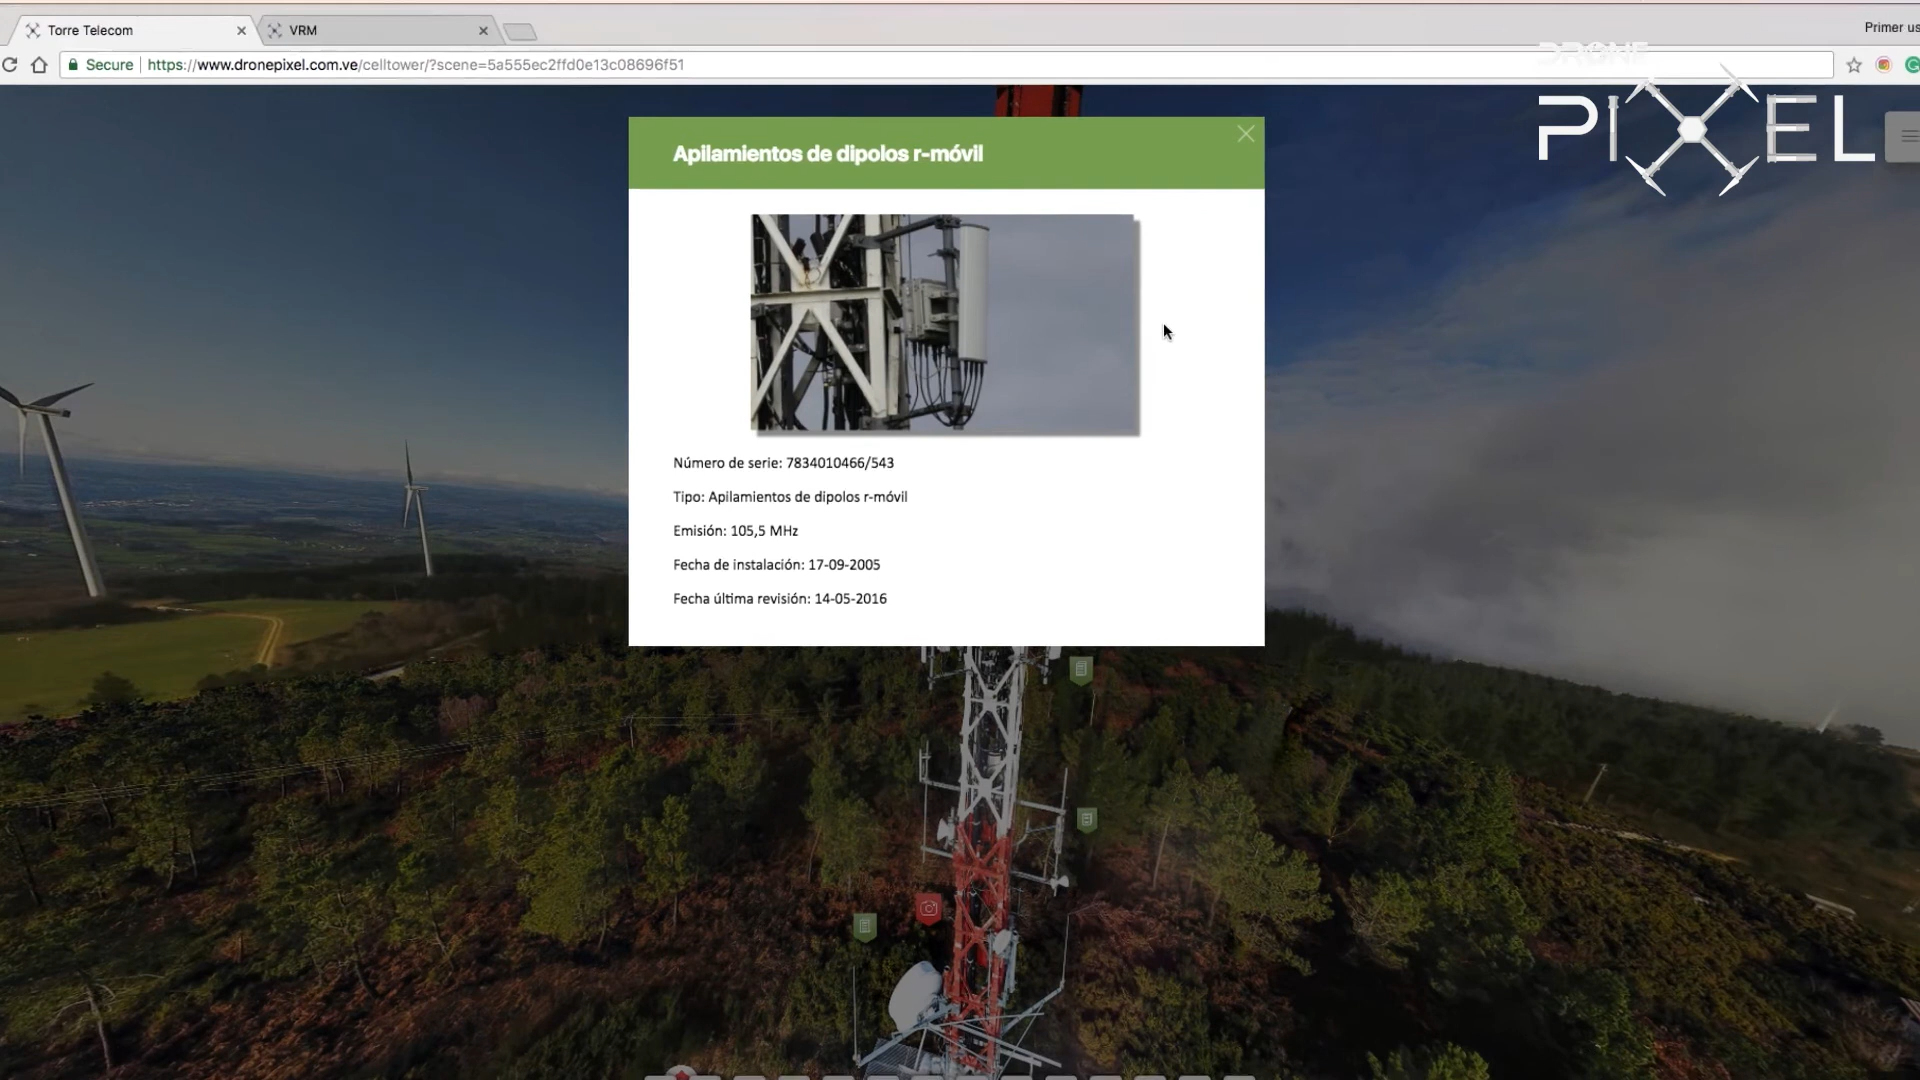 Torre Telecom
VRM
Primer us
Secure
https://www.dronepixel.com.ve/celltower/?scene=5a555ec2ffd0e13c08696f51
DRONE
PIXEL
Apilamientos de dipolos r-móvil
Número de serie: 7834010466/543
Tipo: Apilamientos de dipolos r-móvil
Emisión: 105,5 MHz
Fecha de instalación: 17-09-2005
Fecha última revisión: 14-05-2016